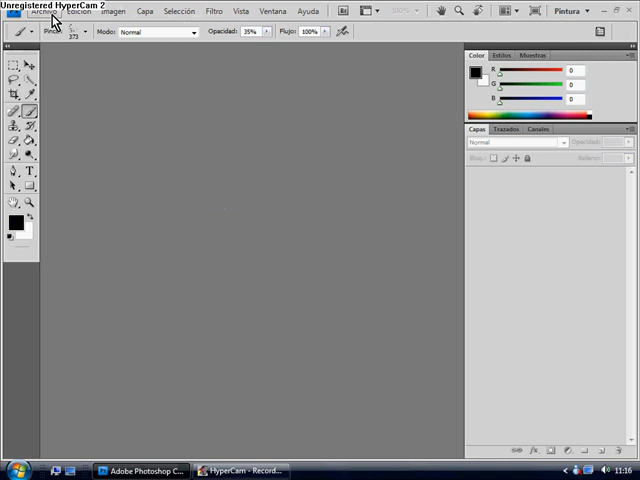 Unregistered HyperCam 2
Ps Archivo Edición Imagen Capa Selección Filtro Vista Ventana Ayuda 100% Pintura
Pincel: 373 Modo: Normal Opacidad: 35% Flujo: 100%
Color Estilos Muestras
R 0
G 0
B 0
Capas Trazados Canales
Normal Opacidad:
Bloq.: Relleno:
Adobe Photoshop C... HyperCam - Record... 11:16